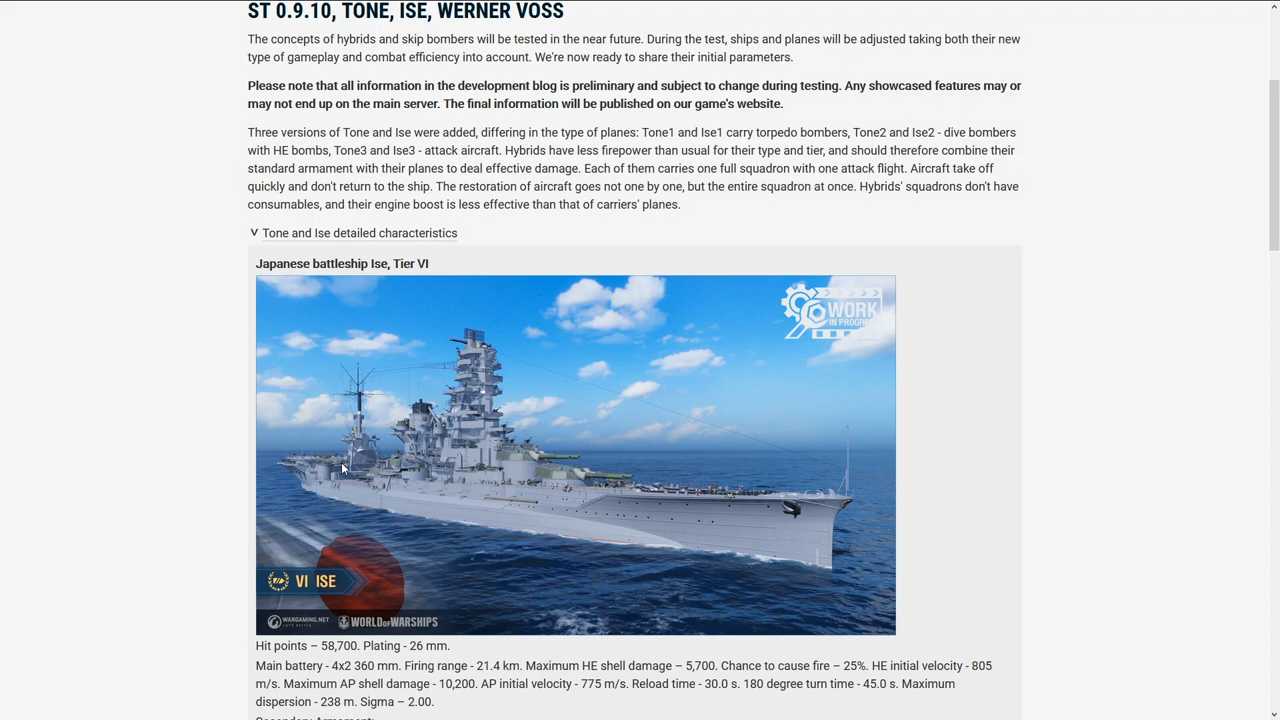 ST 0.9.10, TONE, ISE, WERNER VOSS
The concepts of hybrids and skip bombers will be tested in the near future. During the test, ships and planes will be adjusted taking both their new
type of gameplay and combat efficiency into account. We're now ready to share their initial parameters.
Please note that all information in the development blog is preliminary and subject to change during testing. Any showcased features may or
may not end up on the main server. The final information will be published on our game's website.
Three versions of Tone and Ise were added, differing in the type of planes: Tone1 and Ise1 carry torpedo bombers, Tone2 and Ise2 - dive bombers
with HE bombs, Tone3 and Ise3 - attack aircraft. Hybrids have less firepower than usual for their type and tier, and should therefore combine their
standard armament with their planes to deal effective damage. Each of them carries one full squadron with one attack flight. Aircraft take off
quickly and don't return to the ship. The restoration of aircraft goes not one by one, but the entire squadron at once. Hybrids' squadrons don't have
consumables, and their engine boost is less effective than that of carriers' planes.
V Tone and Ise detailed characteristics
Japanese battleship Ise, Tier VI
WORK
IN PROGRESS
VI ISE
WARGAMING.NET
LET'S BATTLE
WORLD OF WARSHIPS
Hit points – 58,700. Plating - 26 mm.
Main battery - 4x2 360 mm. Firing range - 21.4 km. Maximum HE shell damage – 5,700. Chance to cause fire – 25%. HE initial velocity - 805
m/s. Maximum AP shell damage - 10,200. AP initial velocity - 775 m/s. Reload time - 30.0 s. 180 degree turn time - 45.0 s. Maximum
dispersion - 238 m. Sigma – 2.00.
Secondary Armament: